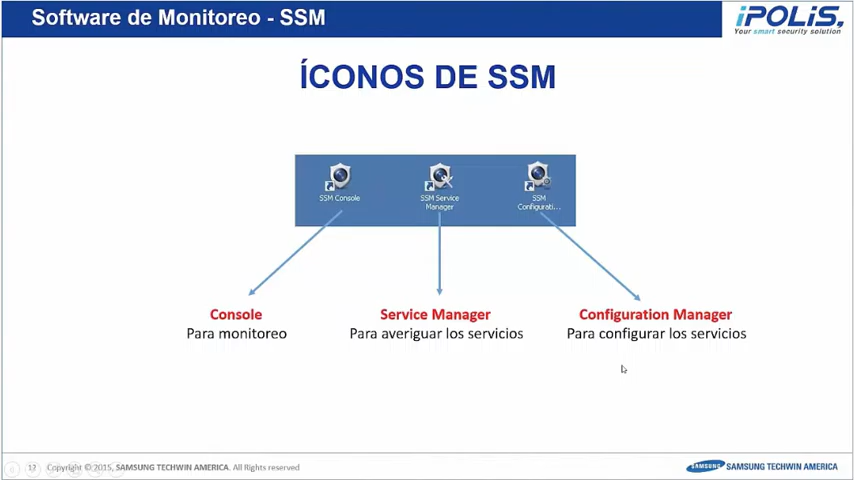 Software de Monitoreo - SSM
iPOLiS,
Your smart security solution
ÍCONOS DE SSM
SSM Console
SSM Service
Manager
SSM
Configurati...
Console
Para monitoreo
Service Manager
Para averiguar los servicios
Configuration Manager
Para configurar los servicios
12
Copyright © 2015, SAMSUNG TECHWIN AMERICA. All Rights reserved
SAMSUNG
SAMSUNG TECHWIN AMERICA